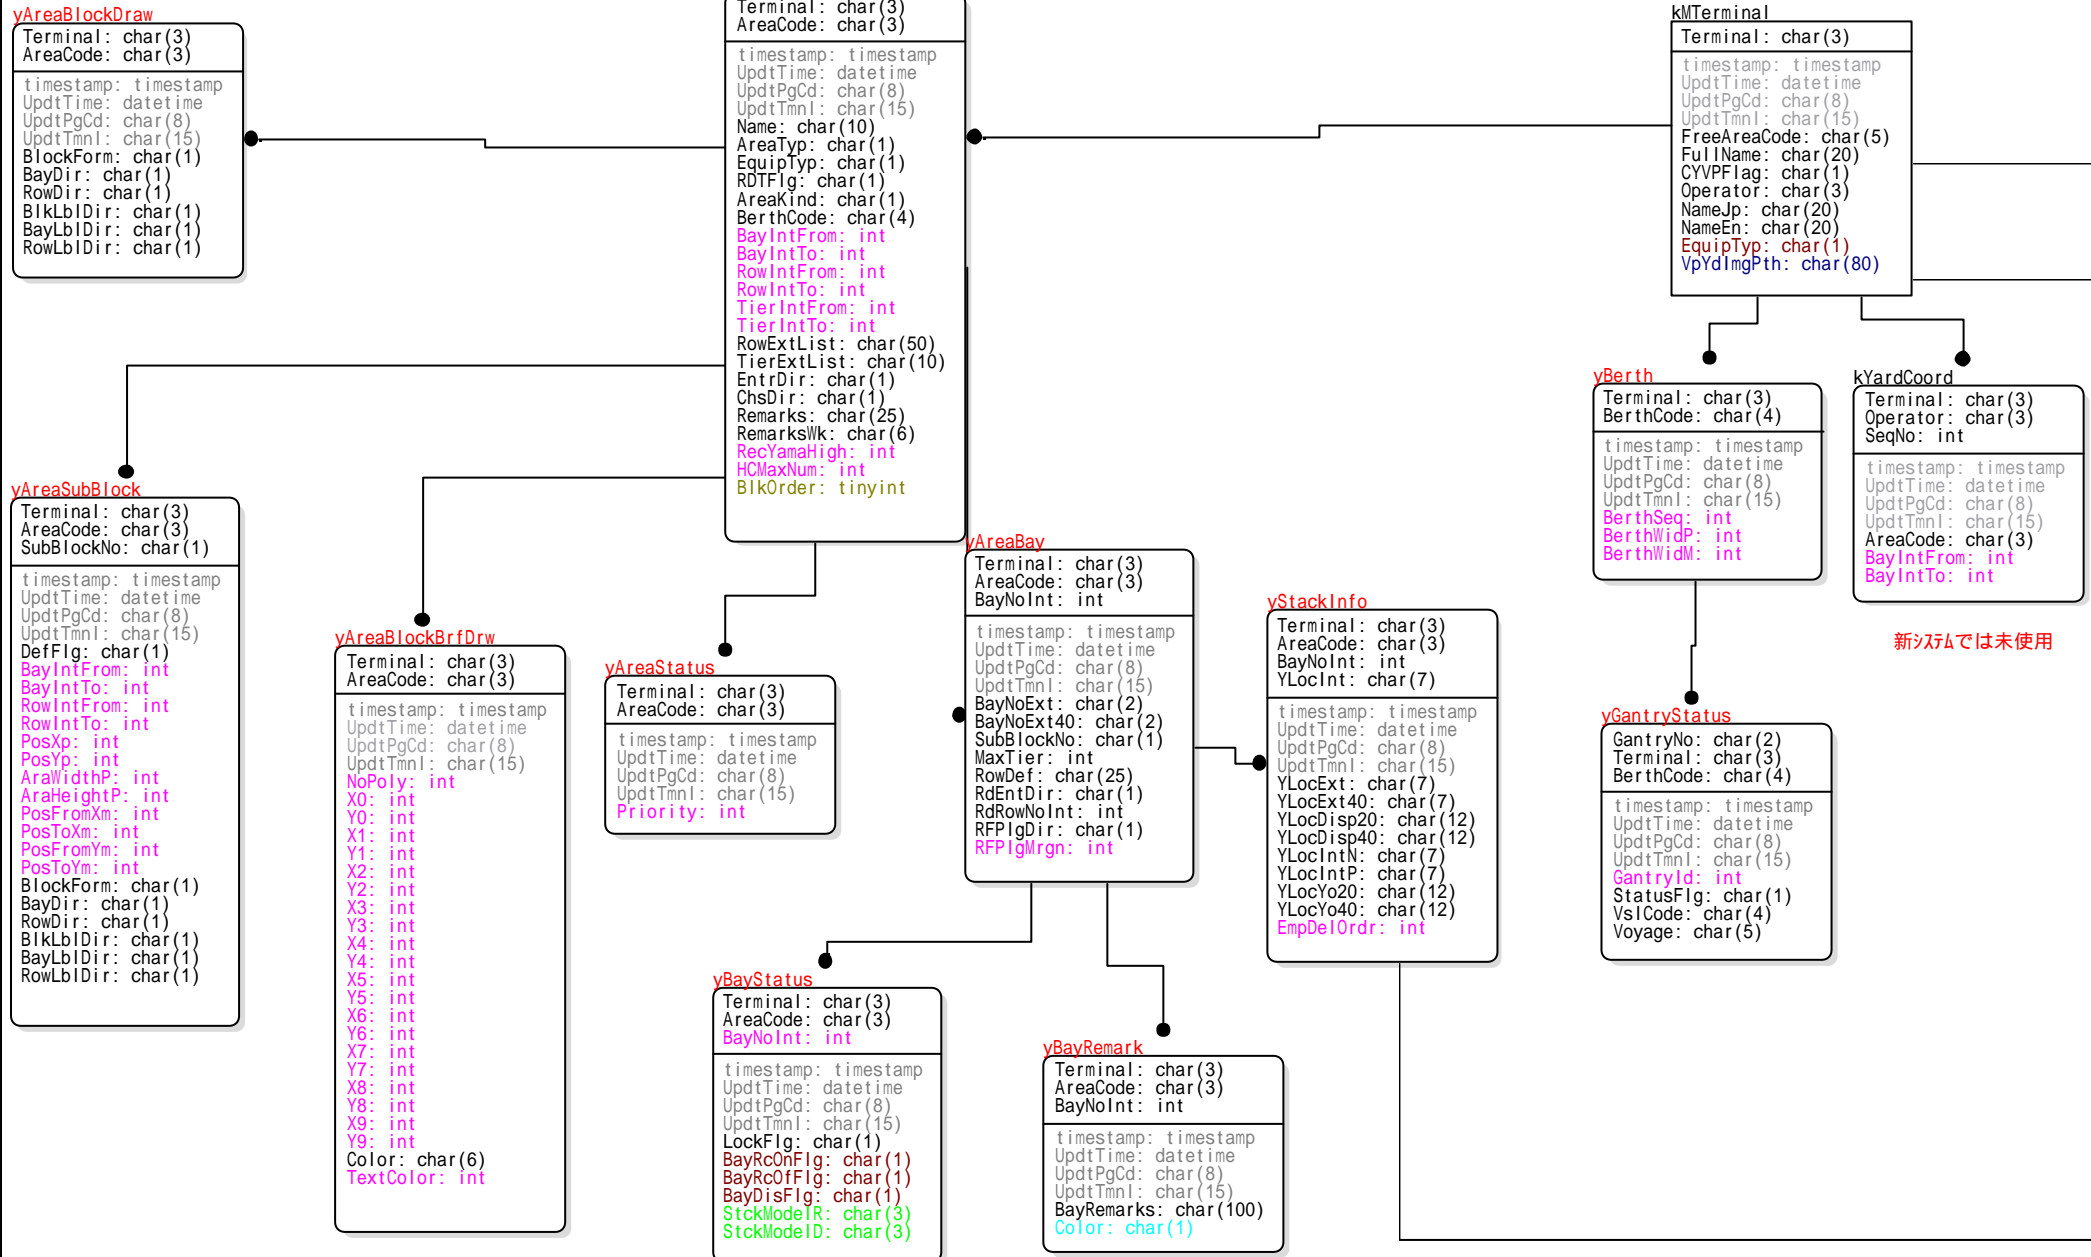 yAreaBlockDraw
Terminal: char(3)
AreaCode: char(3)
timestamp: timestamp
UpdtTime: datetime
UpdtPgCd: char(8)
UpdtTmnl: char(15)
BlockForm: char(1)
BayDir: char(1)
RowDir: char(1)
BlkLblDir: char(1)
BayLblDir: char(1)
RowLblDir: char(1)
Terminal: char(3)
AreaCode: char(3)
timestamp: timestamp
UpdtTime: datetime
UpdtPgCd: char(8)
UpdtTmnl: char(15)
Name: char(10)
AreaTyp: char(1)
EquipTyp: char(1)
RDTFlg: char(1)
AreaKind: char(1)
BerthCode: char(4)
BayIntFrom: int
BayIntTo: int
RowIntFrom: int
RowIntTo: int
TierIntFrom: int
TierIntTo: int
RowExtList: char(50)
TierExtList: char(10)
EntrDir: char(1)
ChsDir: char(1)
Remarks: char(25)
RemarksWk: char(6)
RecYamaHigh: int
HCMaxNum: int
BlkOrder: tinyint
kMTerminal
Terminal: char(3)
timestamp: timestamp
UpdtTime: datetime
UpdtPgCd: char(8)
UpdtTmnl: char(15)
FreeAreaCode: char(5)
FullName: char(20)
CYVPFlag: char(1)
Operator: char(3)
NameJp: char(20)
NameEn: char(20)
EquipTyp: char(1)
VpYdImgPth: char(80)
yBerth
Terminal: char(3)
BerthCode: char(4)
timestamp: timestamp
UpdtTime: datetime
UpdtPgCd: char(8)
UpdtTmnl: char(15)
BerthSeq: int
BerthWidP: int
BerthWidM: int
kYardCoord
Terminal: char(3)
Operator: char(3)
SeqNo: int
timestamp: timestamp
UpdtTime: datetime
UpdtPgCd: char(8)
UpdtTmnl: char(15)
AreaCode: char(3)
BayIntFrom: int
BayIntTo: int
新ｼｽﾃﾑでは未使用
yAreaSubBlock
Terminal: char(3)
AreaCode: char(3)
SubBlockNo: char(1)
timestamp: timestamp
UpdtTime: datetime
UpdtPgCd: char(8)
UpdtTmnl: char(15)
DefFlg: char(1)
BayIntFrom: int
BayIntTo: int
RowIntFrom: int
RowIntTo: int
PosXp: int
PosYp: int
AraWidthP: int
AraHeightP: int
PosFromXm: int
PosToXm: int
PosFromYm: int
PosToYm: int
BlockForm: char(1)
BayDir: char(1)
RowDir: char(1)
BlkLblDir: char(1)
BayLblDir: char(1)
RowLblDir: char(1)
yAreaBlockBrfDrw
Terminal: char(3)
AreaCode: char(3)
timestamp: timestamp
UpdtTime: datetime
UpdtPgCd: char(8)
UpdtTmnl: char(15)
NoPoly: int
X0: int
Y0: int
X1: int
Y1: int
X2: int
Y2: int
X3: int
Y3: int
X4: int
Y4: int
X5: int
Y5: int
X6: int
Y6: int
X7: int
Y7: int
X8: int
Y8: int
X9: int
Y9: int
Color: char(6)
TextColor: int
yAreaStatus
Terminal: char(3)
AreaCode: char(3)
timestamp: timestamp
UpdtTime: datetime
UpdtPgCd: char(8)
UpdtTmnl: char(15)
Priority: int
yAreaBay
Terminal: char(3)
AreaCode: char(3)
BayNoInt: int
timestamp: timestamp
UpdtTime: datetime
UpdtPgCd: char(8)
UpdtTmnl: char(15)
BayNoExt: char(2)
BayNoExt40: char(2)
SubBlockNo: char(1)
MaxTier: int
RowDef: char(25)
RdEntDir: char(1)
RdRowNoInt: int
RFPlgDir: char(1)
RFPlgMrgn: int
yStackInfo
Terminal: char(3)
AreaCode: char(3)
BayNoInt: int
YLocInt: char(7)
timestamp: timestamp
UpdtTime: datetime
UpdtPgCd: char(8)
UpdtTmnl: char(15)
YLocExt: char(7)
YLocExt40: char(7)
YLocDisp20: char(12)
YLocDisp40: char(12)
YLocIntN: char(7)
YLocIntP: char(7)
YLocYo20: char(12)
YLocYo40: char(12)
EmpDelOrdr: int
yGantryStatus
GantryNo: char(2)
Terminal: char(3)
BerthCode: char(4)
timestamp: timestamp
UpdtTime: datetime
UpdtPgCd: char(8)
UpdtTmnl: char(15)
GantryId: int
StatusFlg: char(1)
VslCode: char(4)
Voyage: char(5)
yBayStatus
Terminal: char(3)
AreaCode: char(3)
BayNoInt: int
timestamp: timestamp
UpdtTime: datetime
UpdtPgCd: char(8)
UpdtTmnl: char(15)
LockFlg: char(1)
BayRcOnFlg: char(1)
BayRcOfFlg: char(1)
BayDisFlg: char(1)
StckModelR: char(3)
StckModelD: char(3)
yBayRemark
Terminal: char(3)
AreaCode: char(3)
BayNoInt: int
timestamp: timestamp
UpdtTime: datetime
UpdtPgCd: char(8)
UpdtTmnl: char(15)
BayRemarks: char(100)
Color: char(1)